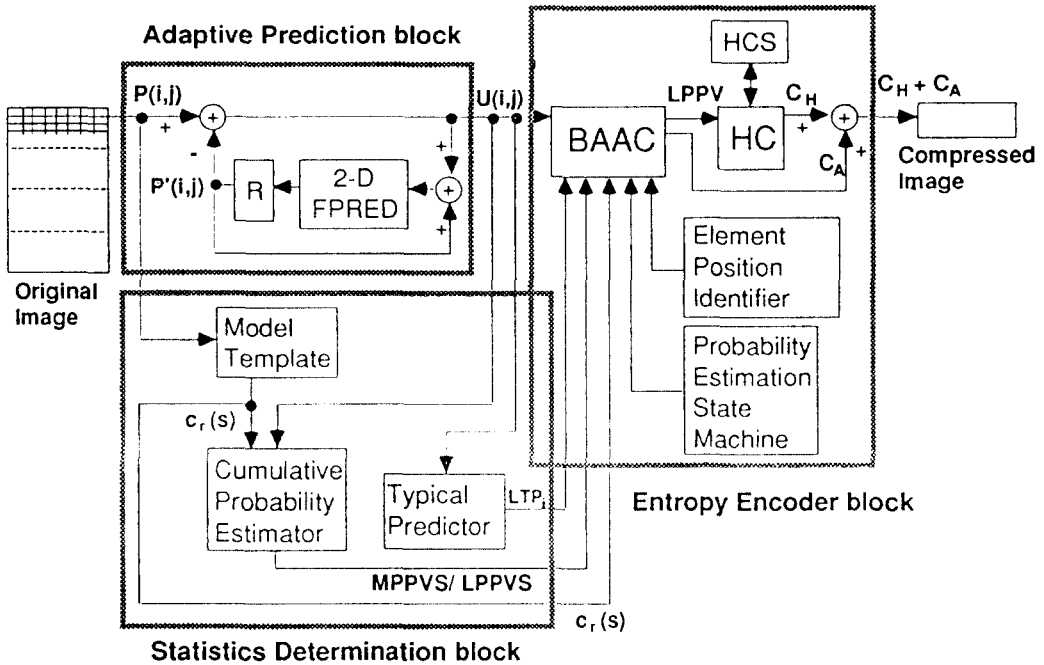 Adaptive Prediction block
P(i,j)
+
+
-
P'(i,j)
R
2-D
FPRED
+
+
+
U(i,j)
Original
Image
HCS
LPPV
BAAC
HC
C_H
+
+
C_A
+
C_H + C_A
Compressed
Image
Element
Position
Identifier
Probability
Estimation
State
Machine
Entropy Encoder block
Model
Template
c_r(s)
Cumulative
Probability
Estimator
Typical
Predictor
LTP_i
MPPVS/ LPPVS
c_r(s)
Statistics Determination block